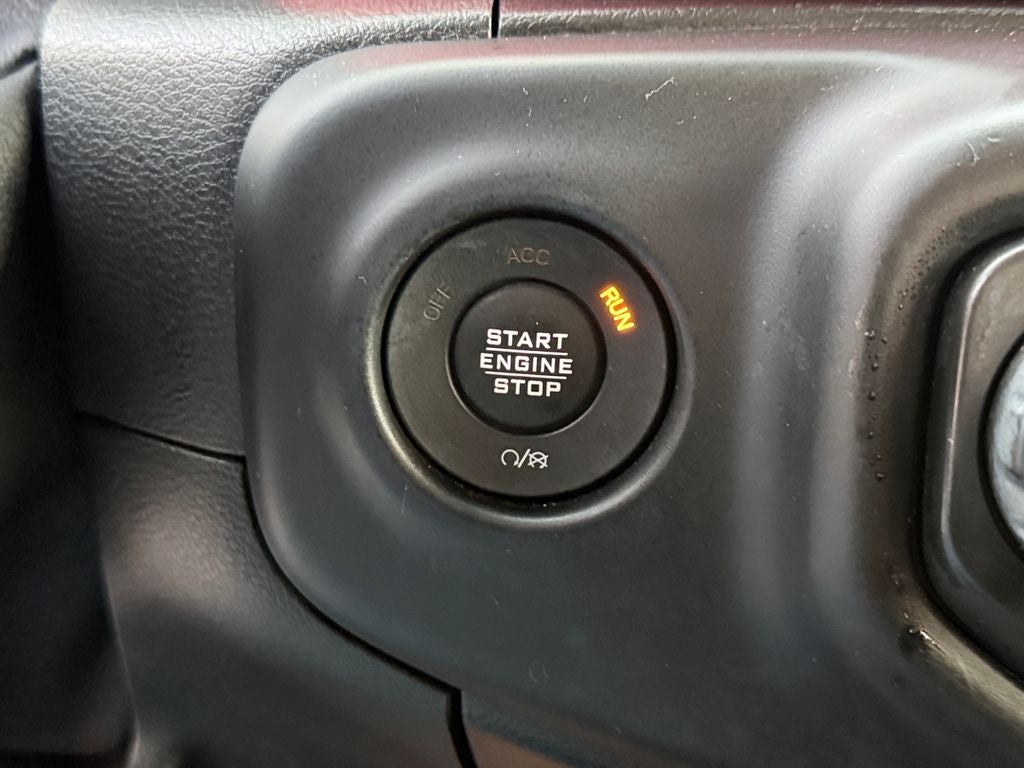 ACC
OFF
RUN
START
ENGINE
STOP